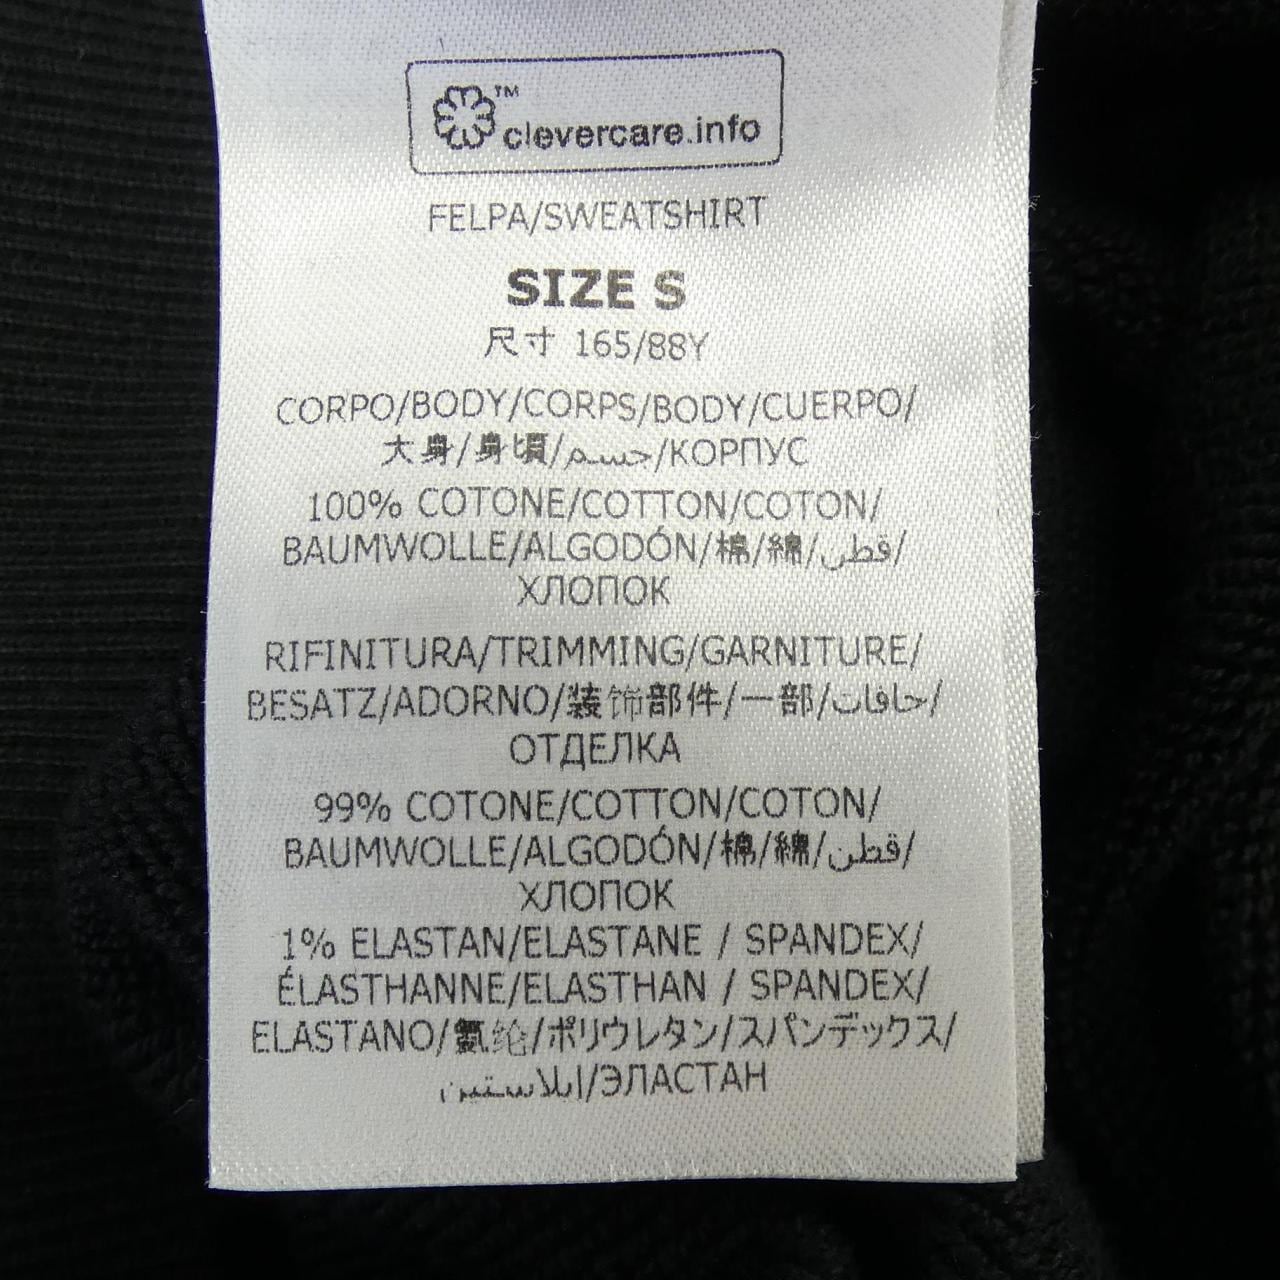 ™
clevercare.info
FELPA/SWEATSHIRT
SIZE S
尺寸 165/88Y
CORPO/BODY/CORPS/BODY/CUERPO/
大身/身頃/جسم/КОРПУС
100% COTONE/COTTON/COTON/
BAUMWOLLE/ALGODÓN/棉/綿/قطن/
ХЛОПОК
RIFINITURA/TRIMMING/GARNITURE/
BESATZ/ADORNO/装饰部件/一部/حافات/
ОТДЕЛКА
99% COTONE/COTTON/COTON/
BAUMWOLLE/ALGODÓN/棉/綿/قطن/
ХЛОПОК
1% ELASTAN/ELASTANE / SPANDEX/
ÉLASTHANNE/ELASTHAN / SPANDEX/
ELASTANO/氨纶/ポリウレタン/スパンデックス/
ايلاستين/ЭЛАСТАН